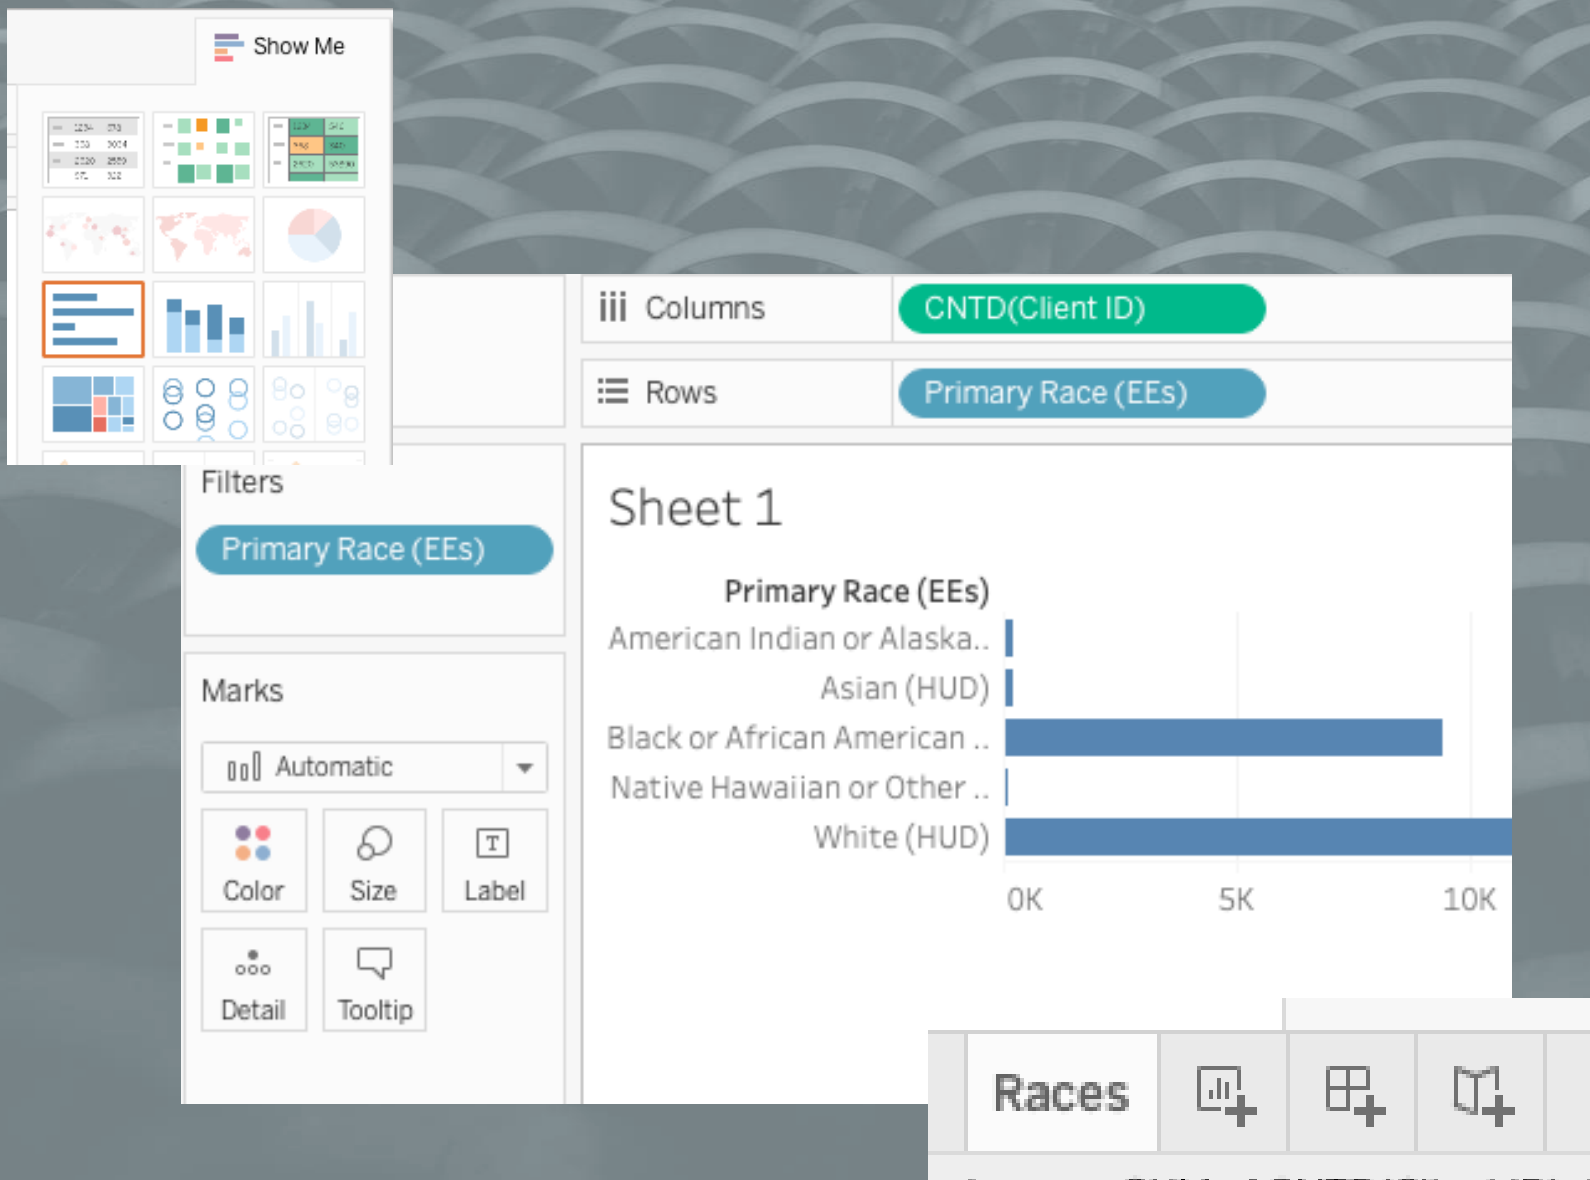 Show Me
Columns
CNTD(Client ID)
Rows
Primary Race (EEs)
Filters
Primary Race (EEs)
Marks
Automatic
Color
Size
Label
Detail
Tooltip
Sheet 1
Primary Race (EEs)
American Indian or Alaska..
Asian (HUD)
Black or African American ..
Native Hawaiian or Other ..
White (HUD)
0K 5K 10K
Races